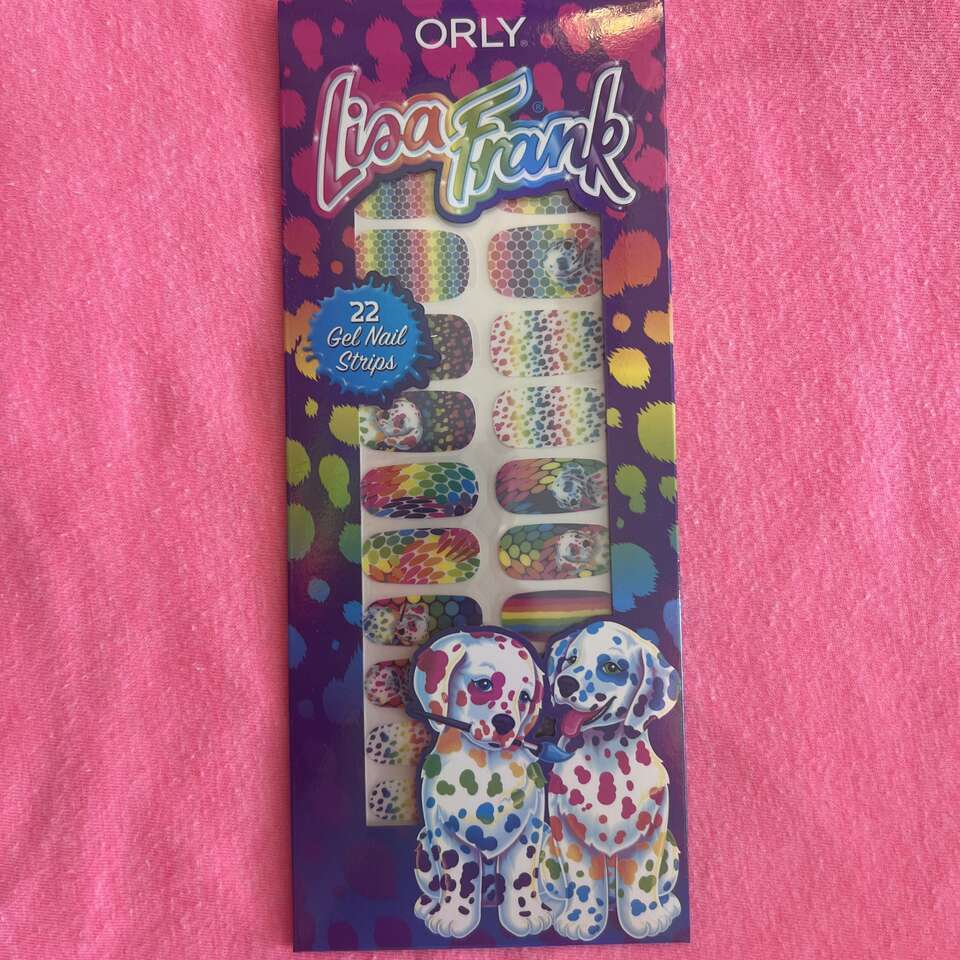 ORLY®
Lisa Frank®
22
Gel Nail
Strips